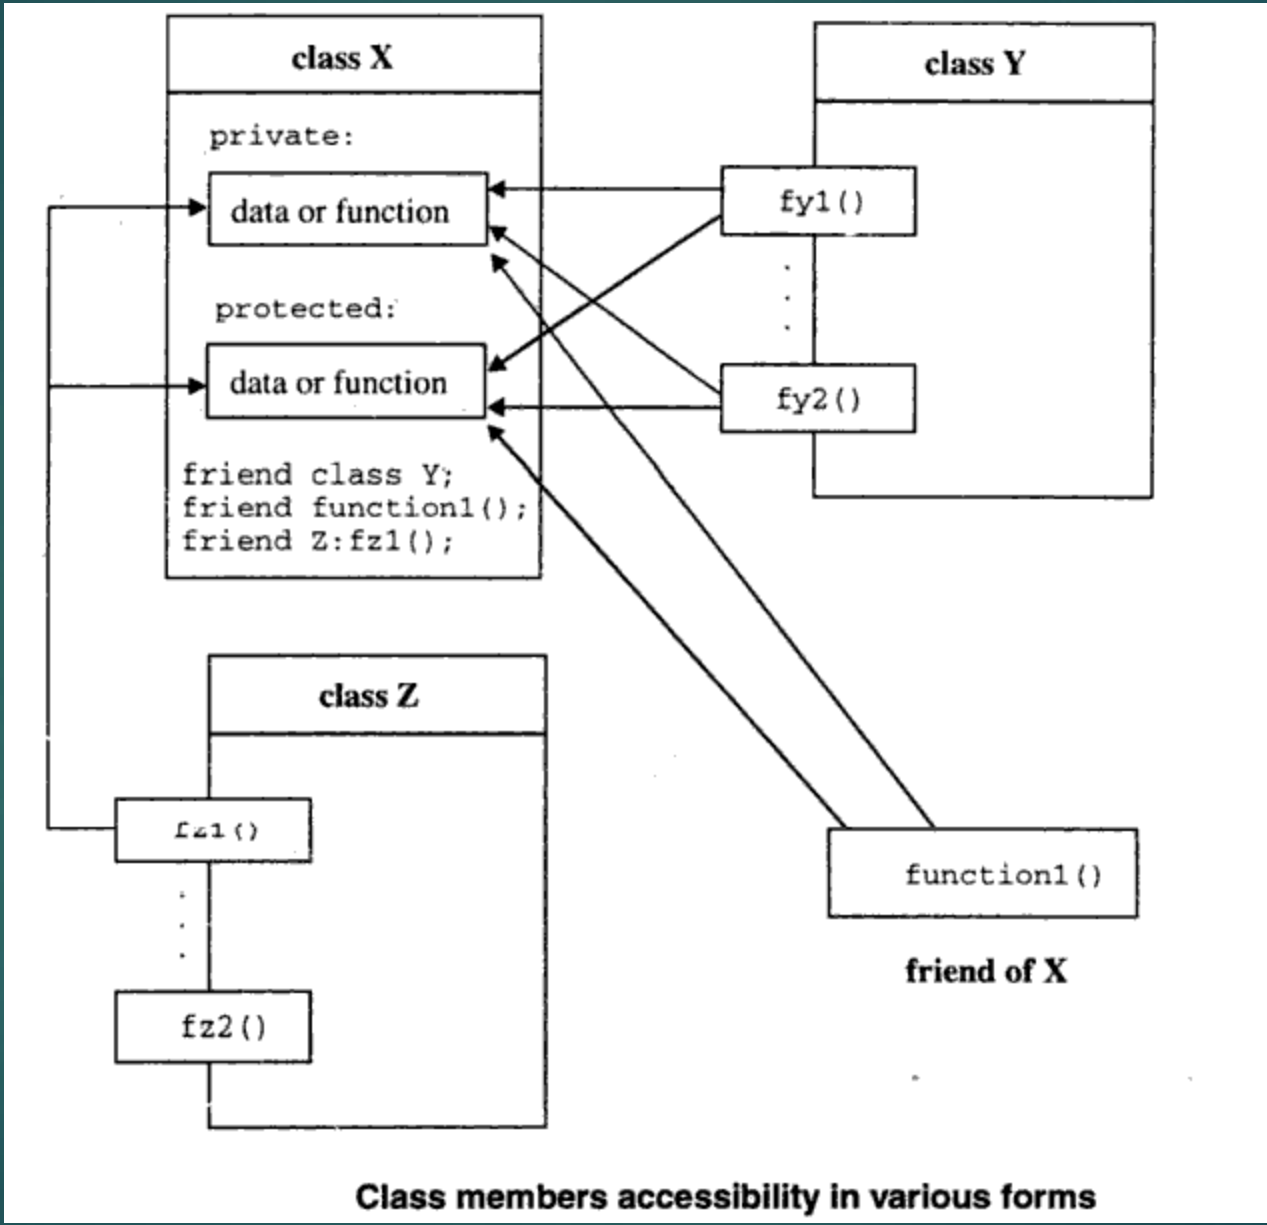 class X
private:
data or function
protected:
data or function
friend class Y;
friend function1();
friend Z:fz1();
class Y
fy1()
.
.
.
fy2()
class Z
fz1()
.
.
.
fz2()
function1()
friend of X
Class members accessibility in various forms